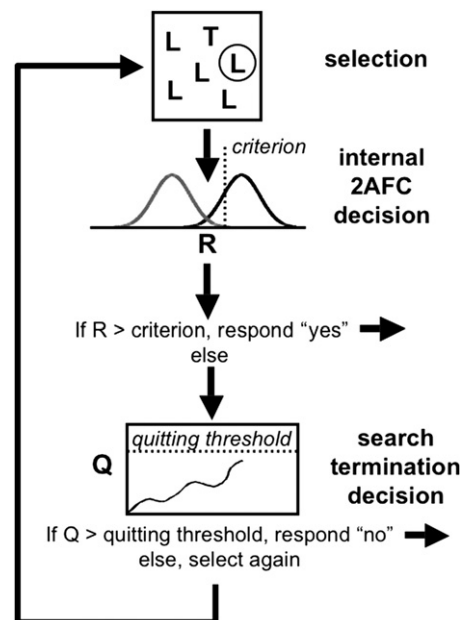 T
L
L
L
L
L
selection
criterion
internal
2AFC
decision
R
If R > criterion, respond “yes”
else
quitting threshold
Q
search
termination
decision
If Q > quitting threshold, respond “no”
else, select again